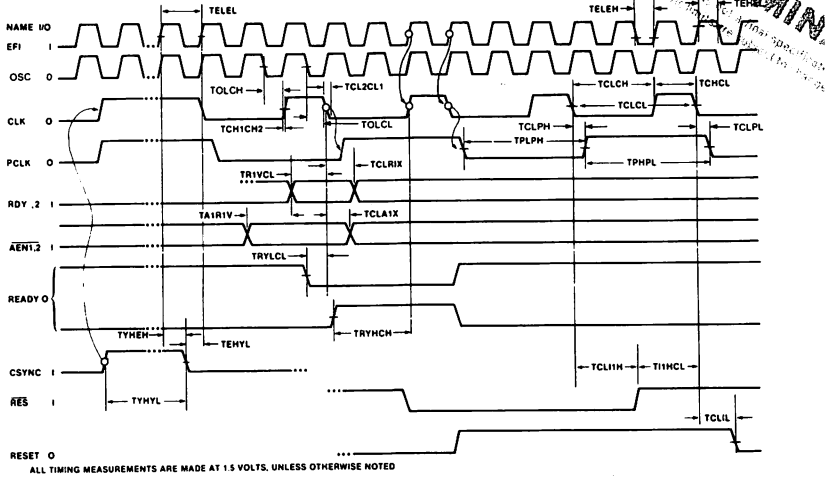 TELEL
TELEH
NAME I/O
EFI I
OSC O
TOLCH
TCL2CL1
TCLCH
TCHCL
TCLCL
CLK O
TCH1CH2
TOLCL
TCLPH
TPLPH
TCLPL
PCLK O
TPHPL
TR1VCL
TCLRIX
RDY ,2 I
TA1R1V
TCLA1X
AEN1,2 I
TRYLCL
READY O
TYHEH
TRYHCH
TEHYL
CSYNC I
TCLI1H
TI1HCL
TYHYL
RES I
TCLIL
RESET O
ALL TIMING MEASUREMENTS ARE MADE AT 1.5 VOLTS, UNLESS OTHERWISE NOTED